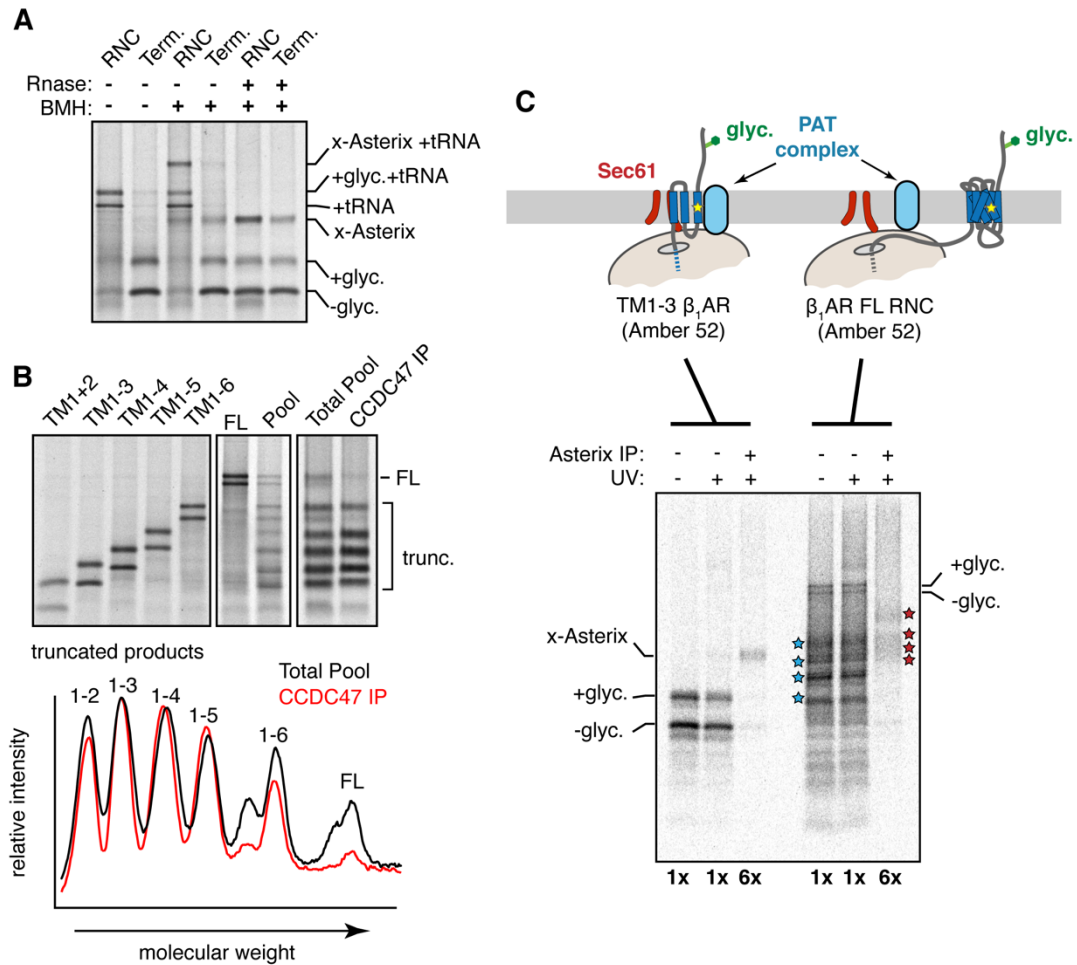 A
RNC Term. RNC Term. RNC Term.
Rnase: - - - - + +
BMH: - - + + + +
x-Asterix +tRNA
+glyc.+tRNA
+tRNA
x-Asterix
+glyc.
-glyc.
B
TM1+2 TM1-3 TM1-4 TM1-5 TM1-6 FL Pool Total Pool CCDC47 IP
FL
trunc.
truncated products
Total Pool
CCDC47 IP
1-2 1-3 1-4 1-5 1-6 FL
relative intensity
molecular weight
C
glyc.
PAT
complex
glyc.
Sec61
TM1-3 β₁AR
(Amber 52)
β₁AR FL RNC
(Amber 52)
Asterix IP: - - + - - +
UV: - + + - + +
x-Asterix
+glyc.
-glyc.
+glyc.
-glyc.
1x 1x 6x 1x 1x 6x